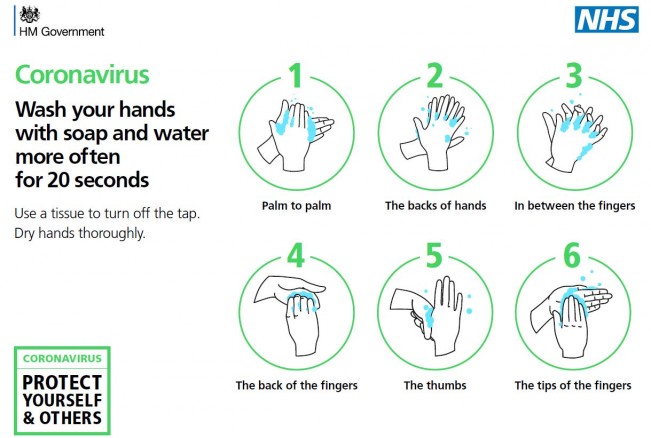 HM Government
NHS
Coronavirus
Wash your hands
with soap and water
more often
for 20 seconds
Use a tissue to turn off the tap.
Dry hands thoroughly.
1
Palm to palm
2
The backs of hands
3
In between the fingers
4
The back of the fingers
5
The thumbs
6
The tips of the fingers
CORONAVIRUS
PROTECT
YOURSELF
& OTHERS